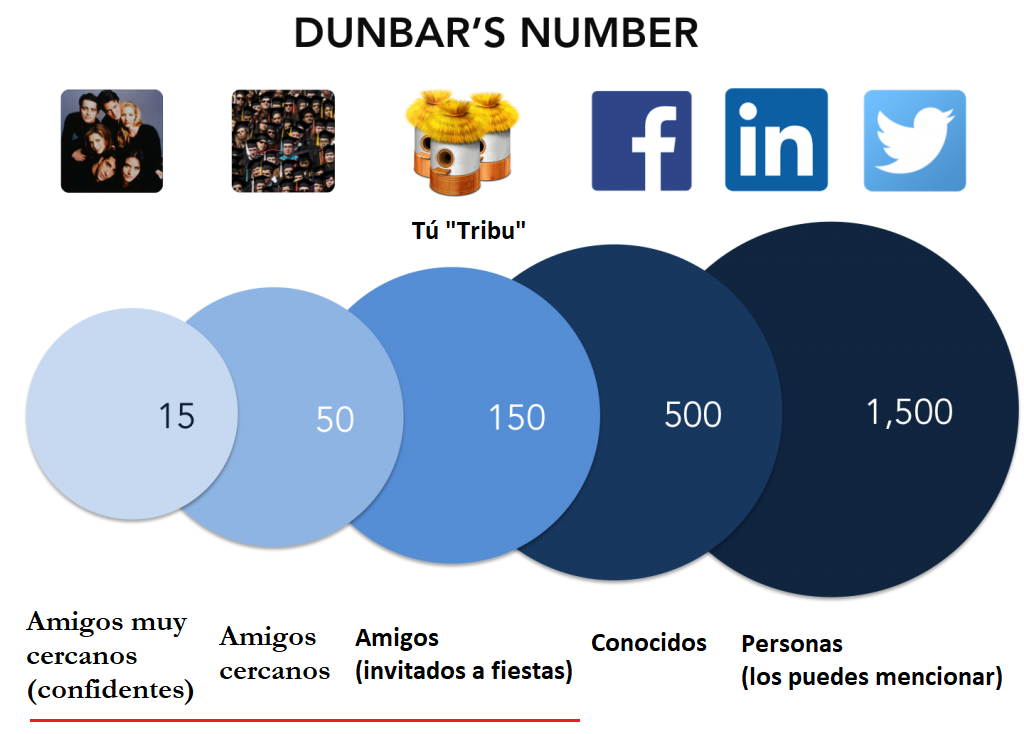 DUNBAR'S NUMBER
f
in
Tú "Tribu"
15
50
150
500
1,500
Amigos muy
cercanos
(confidentes)
Amigos
cercanos
Amigos
(invitados a fiestas)
Conocidos
Personas
(los puedes mencionar)